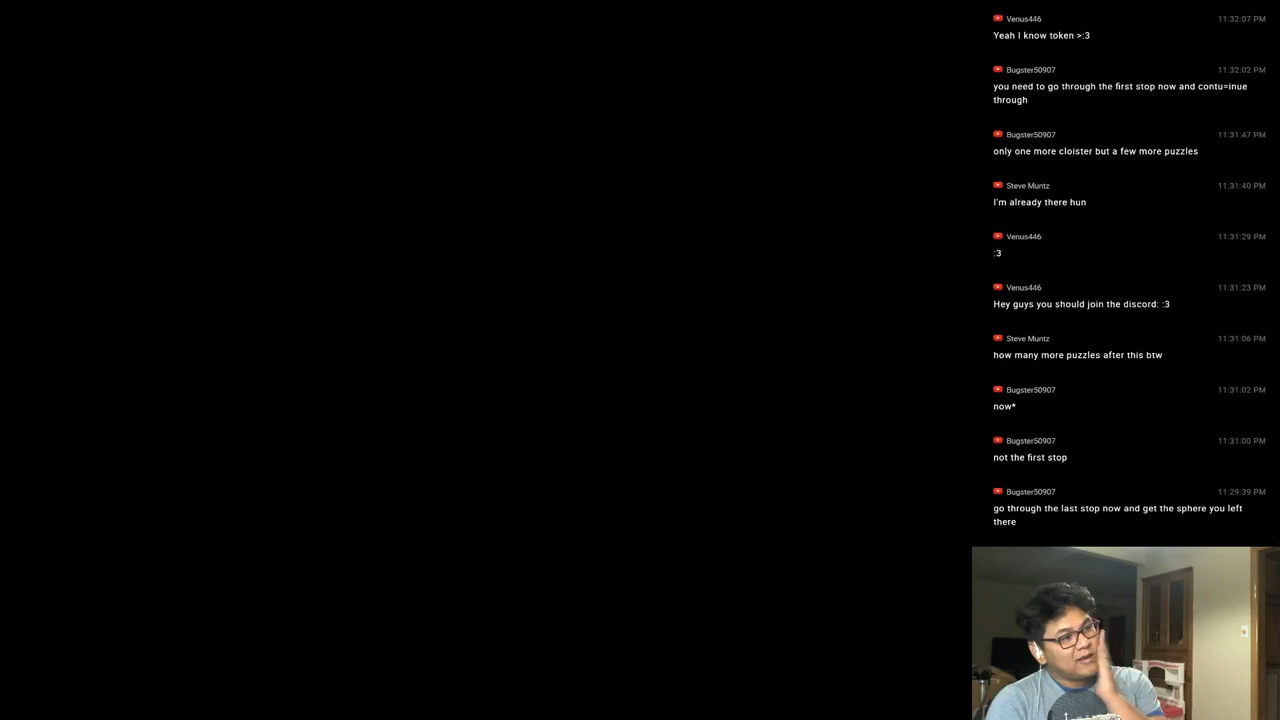 Venus446 11:32:07 PM
Yeah I know token >:3
Bugster50907 11:32:02 PM
you need to go through the first stop now and contu=inue
through
Bugster50907 11:31:47 PM
only one more cloister but a few more puzzles
Steve Muntz 11:31:40 PM
I'm already there hun
Venus446 11:31:29 PM
:3
Venus446 11:31:23 PM
Hey guys you should join the discord: :3
Steve Muntz 11:31:06 PM
how many more puzzles after this btw
Bugster50907 11:31:02 PM
now*
Bugster50907 11:31:00 PM
not the first stop
Bugster50907 11:29:39 PM
go through the last stop now and get the sphere you left
there